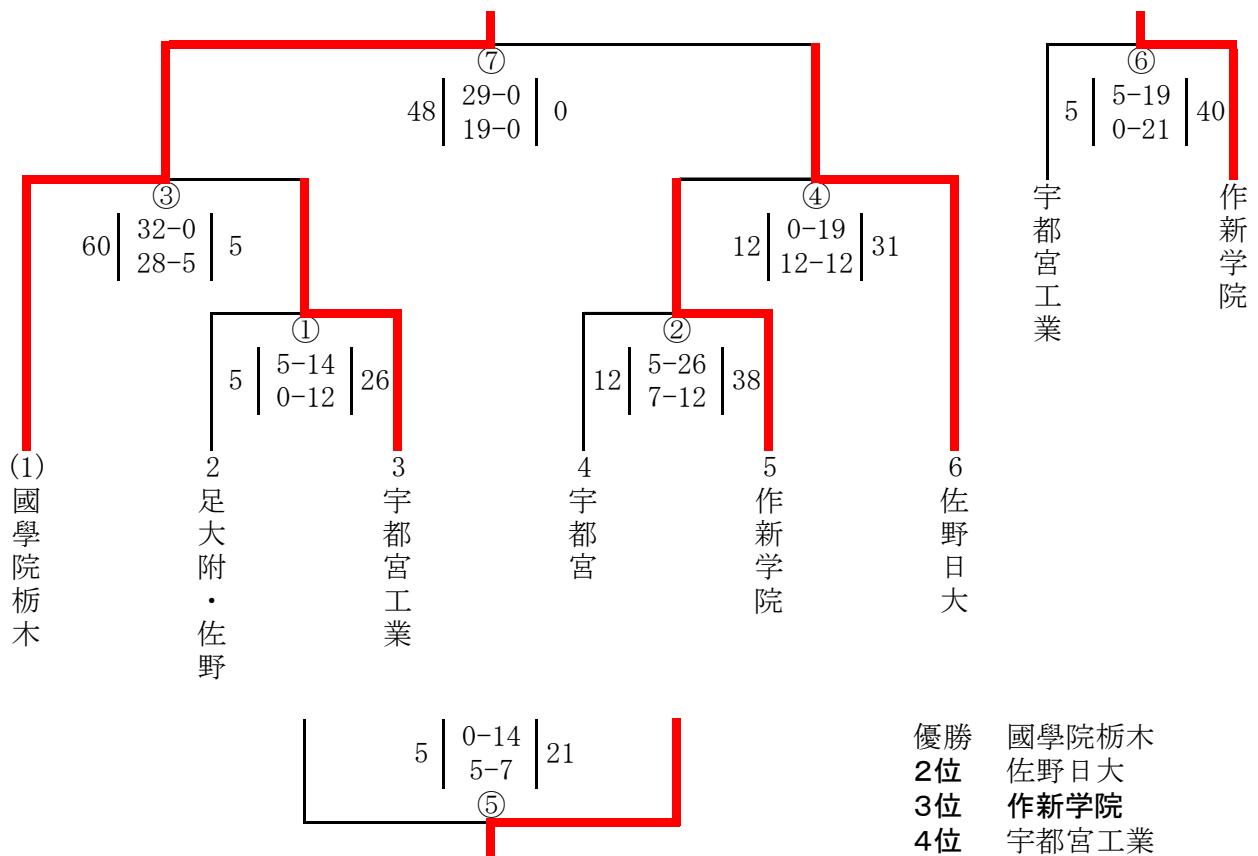 ⑦
48 29-0 0
19-0
⑥
5 5-19 40
0-21
宇都宮工業
作新学院
③
60 32-0 5
28-5
④
12 0-19 31
12-12
①
5 5-14 26
0-12
②
12 5-26 38
7-12
(1)
國學院栃木
2
足大附・佐野
3
宇都宮工業
4
宇都宮
5
作新学院
6
佐野日大
5 0-14 21
5-7
⑤
優勝 國學院栃木
2位 佐野日大
3位 作新学院
4位 宇都宮工業